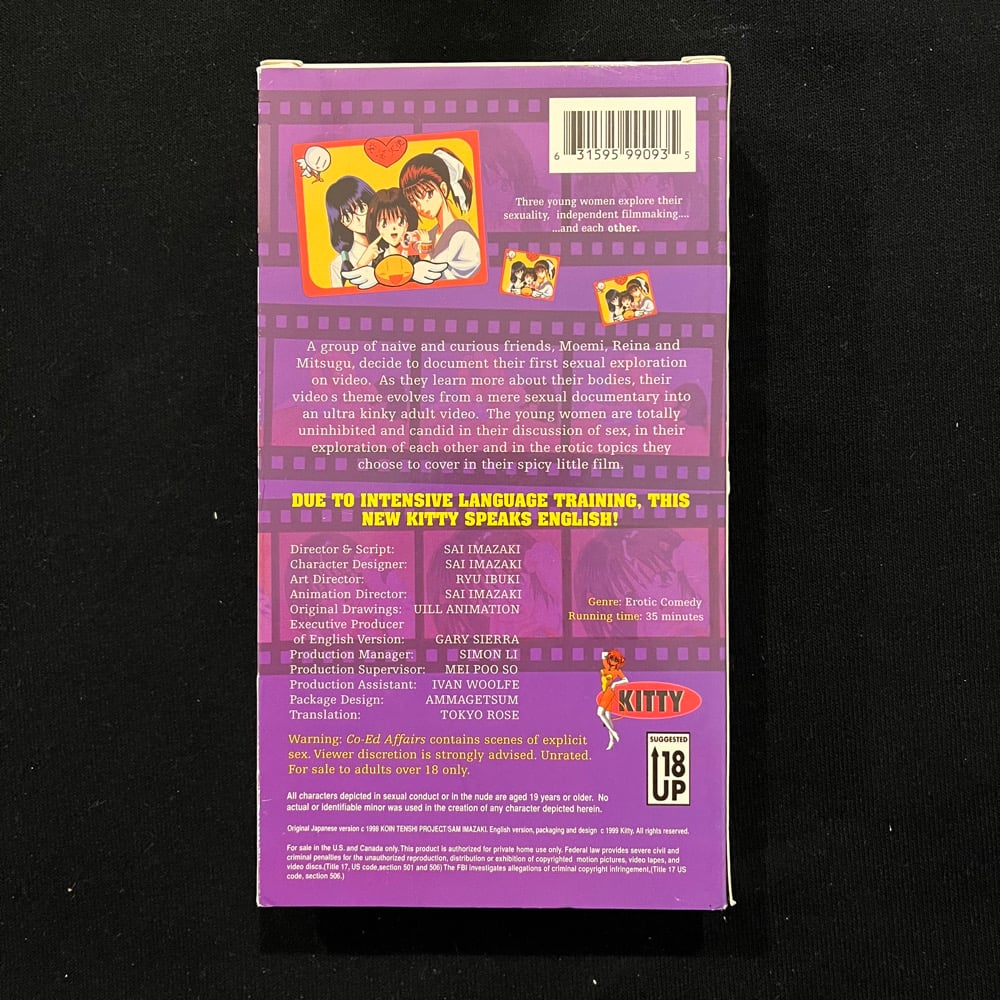 6 31595 99093 5
Three young women explore their
sexuality, independent filmmaking....
...and each other.
A group of naive and curious friends, Moemi, Reina and
Mitsugu, decide to document their first sexual exploration
on video. As they learn more about their bodies, their
video s theme evolves from a mere sexual documentary into
an ultra kinky adult video. The young women are totally
uninhibited and candid in their discussion of sex, in their
exploration of each other and in the erotic topics they
choose to cover in their spicy little film.
DUE TO INTENSIVE LANGUAGE TRAINING, THIS
NEW KITTY SPEAKS ENGLISH!
Director & Script: SAI IMAZAKI
Character Designer: SAI IMAZAKI
Art Director: RYU IBUKI
Animation Director: SAI IMAZAKI
Original Drawings: UILL ANIMATION
Executive Producer
of English Version: GARY SIERRA
Production Manager: SIMON LI
Production Supervisor: MEI POO SO
Production Assistant: IVAN WOOLFE
Package Design: AMMAGETSUM
Translation: TOKYO ROSE
Genre: Erotic Comedy
Running time: 35 minutes
KITTY
Warning: Co-Ed Affairs contains scenes of explicit
sex. Viewer discretion is strongly advised. Unrated.
For sale to adults over 18 only.
SUGGESTED
18
UP
All characters depicted in sexual conduct or in the nude are aged 19 years or older. No
actual or identifiable minor was used in the creation of any character depicted herein.
Original Japanese version c 1998 KOIN TENSHI PROJECT/SAM IMAZAKI. English version, packaging and design c 1999 Kitty. All rights reserved.
For sale in the U.S. and Canada only. This product is authorized for private home use only. Federal law provides severe civil and
criminal penalties for the unauthorized reproduction, distribution or exhibition of copyrighted motion pictures, video tapes, and
video discs.(Title 17, US code,section 501 and 506) The FBI investigates allegations of criminal copyright infringement,(Title 17 US
code, section 506.)